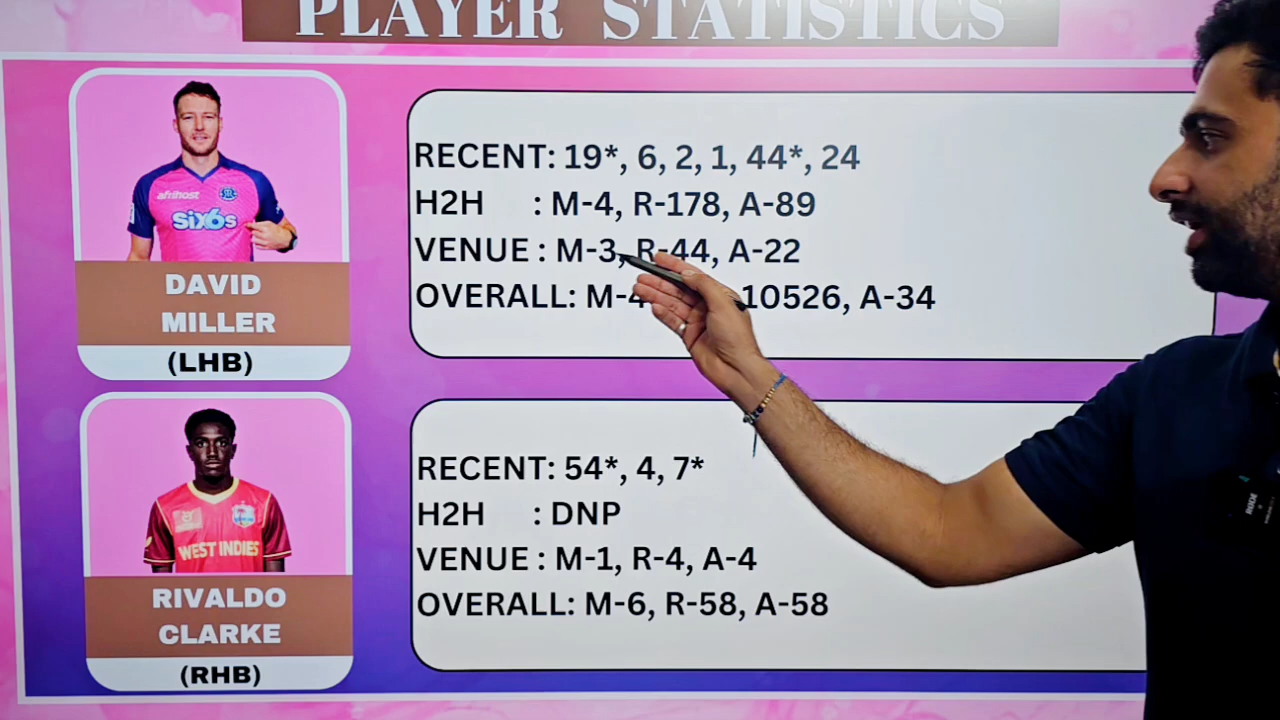 PLAYER STATISTICS
afrihost
Six6s
DAVID
MILLER
(LHB)
RECENT: 19*, 6, 2, 1, 44*, 24
H2H : M-4, R-178, A-89
VENUE : M-3, R-44, A-22
OVERALL: M-4 10526, A-34
WEST INDIES
RIVALDO
CLARKE
(RHB)
RECENT: 54*, 4, 7*
H2H : DNP
VENUE : M-1, R-4, A-4
OVERALL: M-6, R-58, A-58
RODE